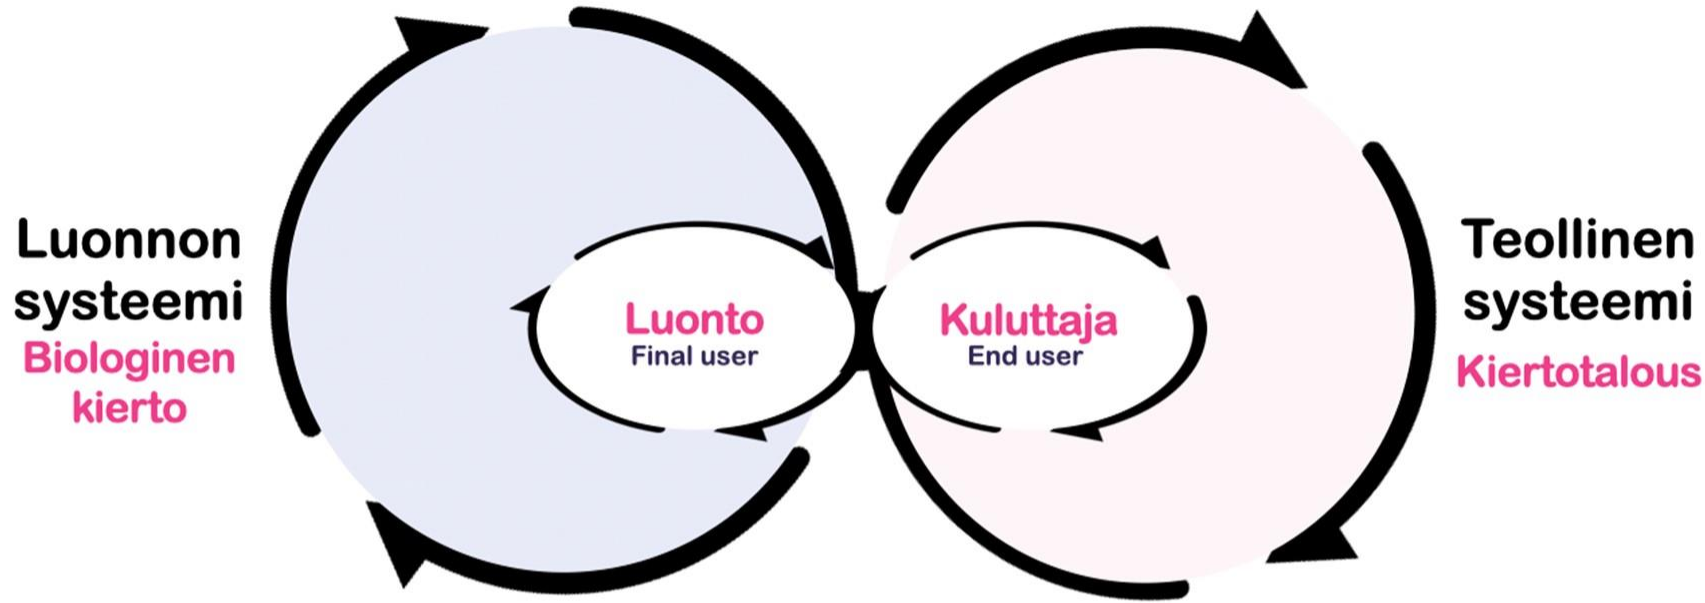 Luonnon
systeemi
Biologinen
kierto
Luonto
Final user
Kuluttaja
End user
Teollinen
systeemi
Kiertotalous